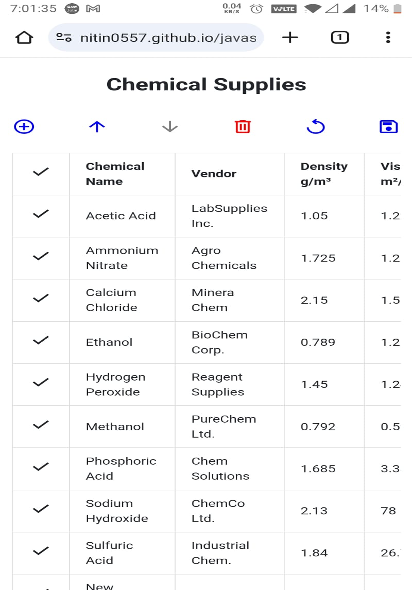 7:01:35 0.04 KB/S VoLTE 14%
nitin0557.github.io/javas 1
Chemical Supplies
Chemical Name Vendor Density g/m³ Vis m²/
Acetic Acid LabSupplies Inc. 1.05 1.2
Ammonium Nitrate Agro Chemicals 1.725 1.2
Calcium Chloride Minera Chem 2.15 1.5
Ethanol BioChem Corp. 0.789 1.2
Hydrogen Peroxide Reagent Supplies 1.45 1.2
Methanol PureChem Ltd. 0.792 0.5
Phosphoric Acid Chem Solutions 1.685 3.3
Sodium Hydroxide ChemCo Ltd. 2.13 78
Sulfuric Acid Industrial Chem. 1.84 26.
New